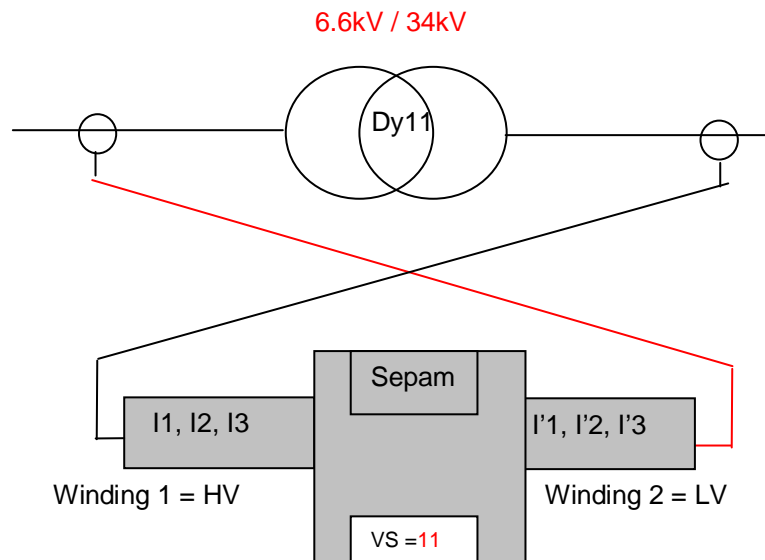 6.6kV / 34kV
Dy11
Sepam
I1, I2, I3
I'1, I'2, I'3
Winding 1 = HV
Winding 2 = LV
VS =11